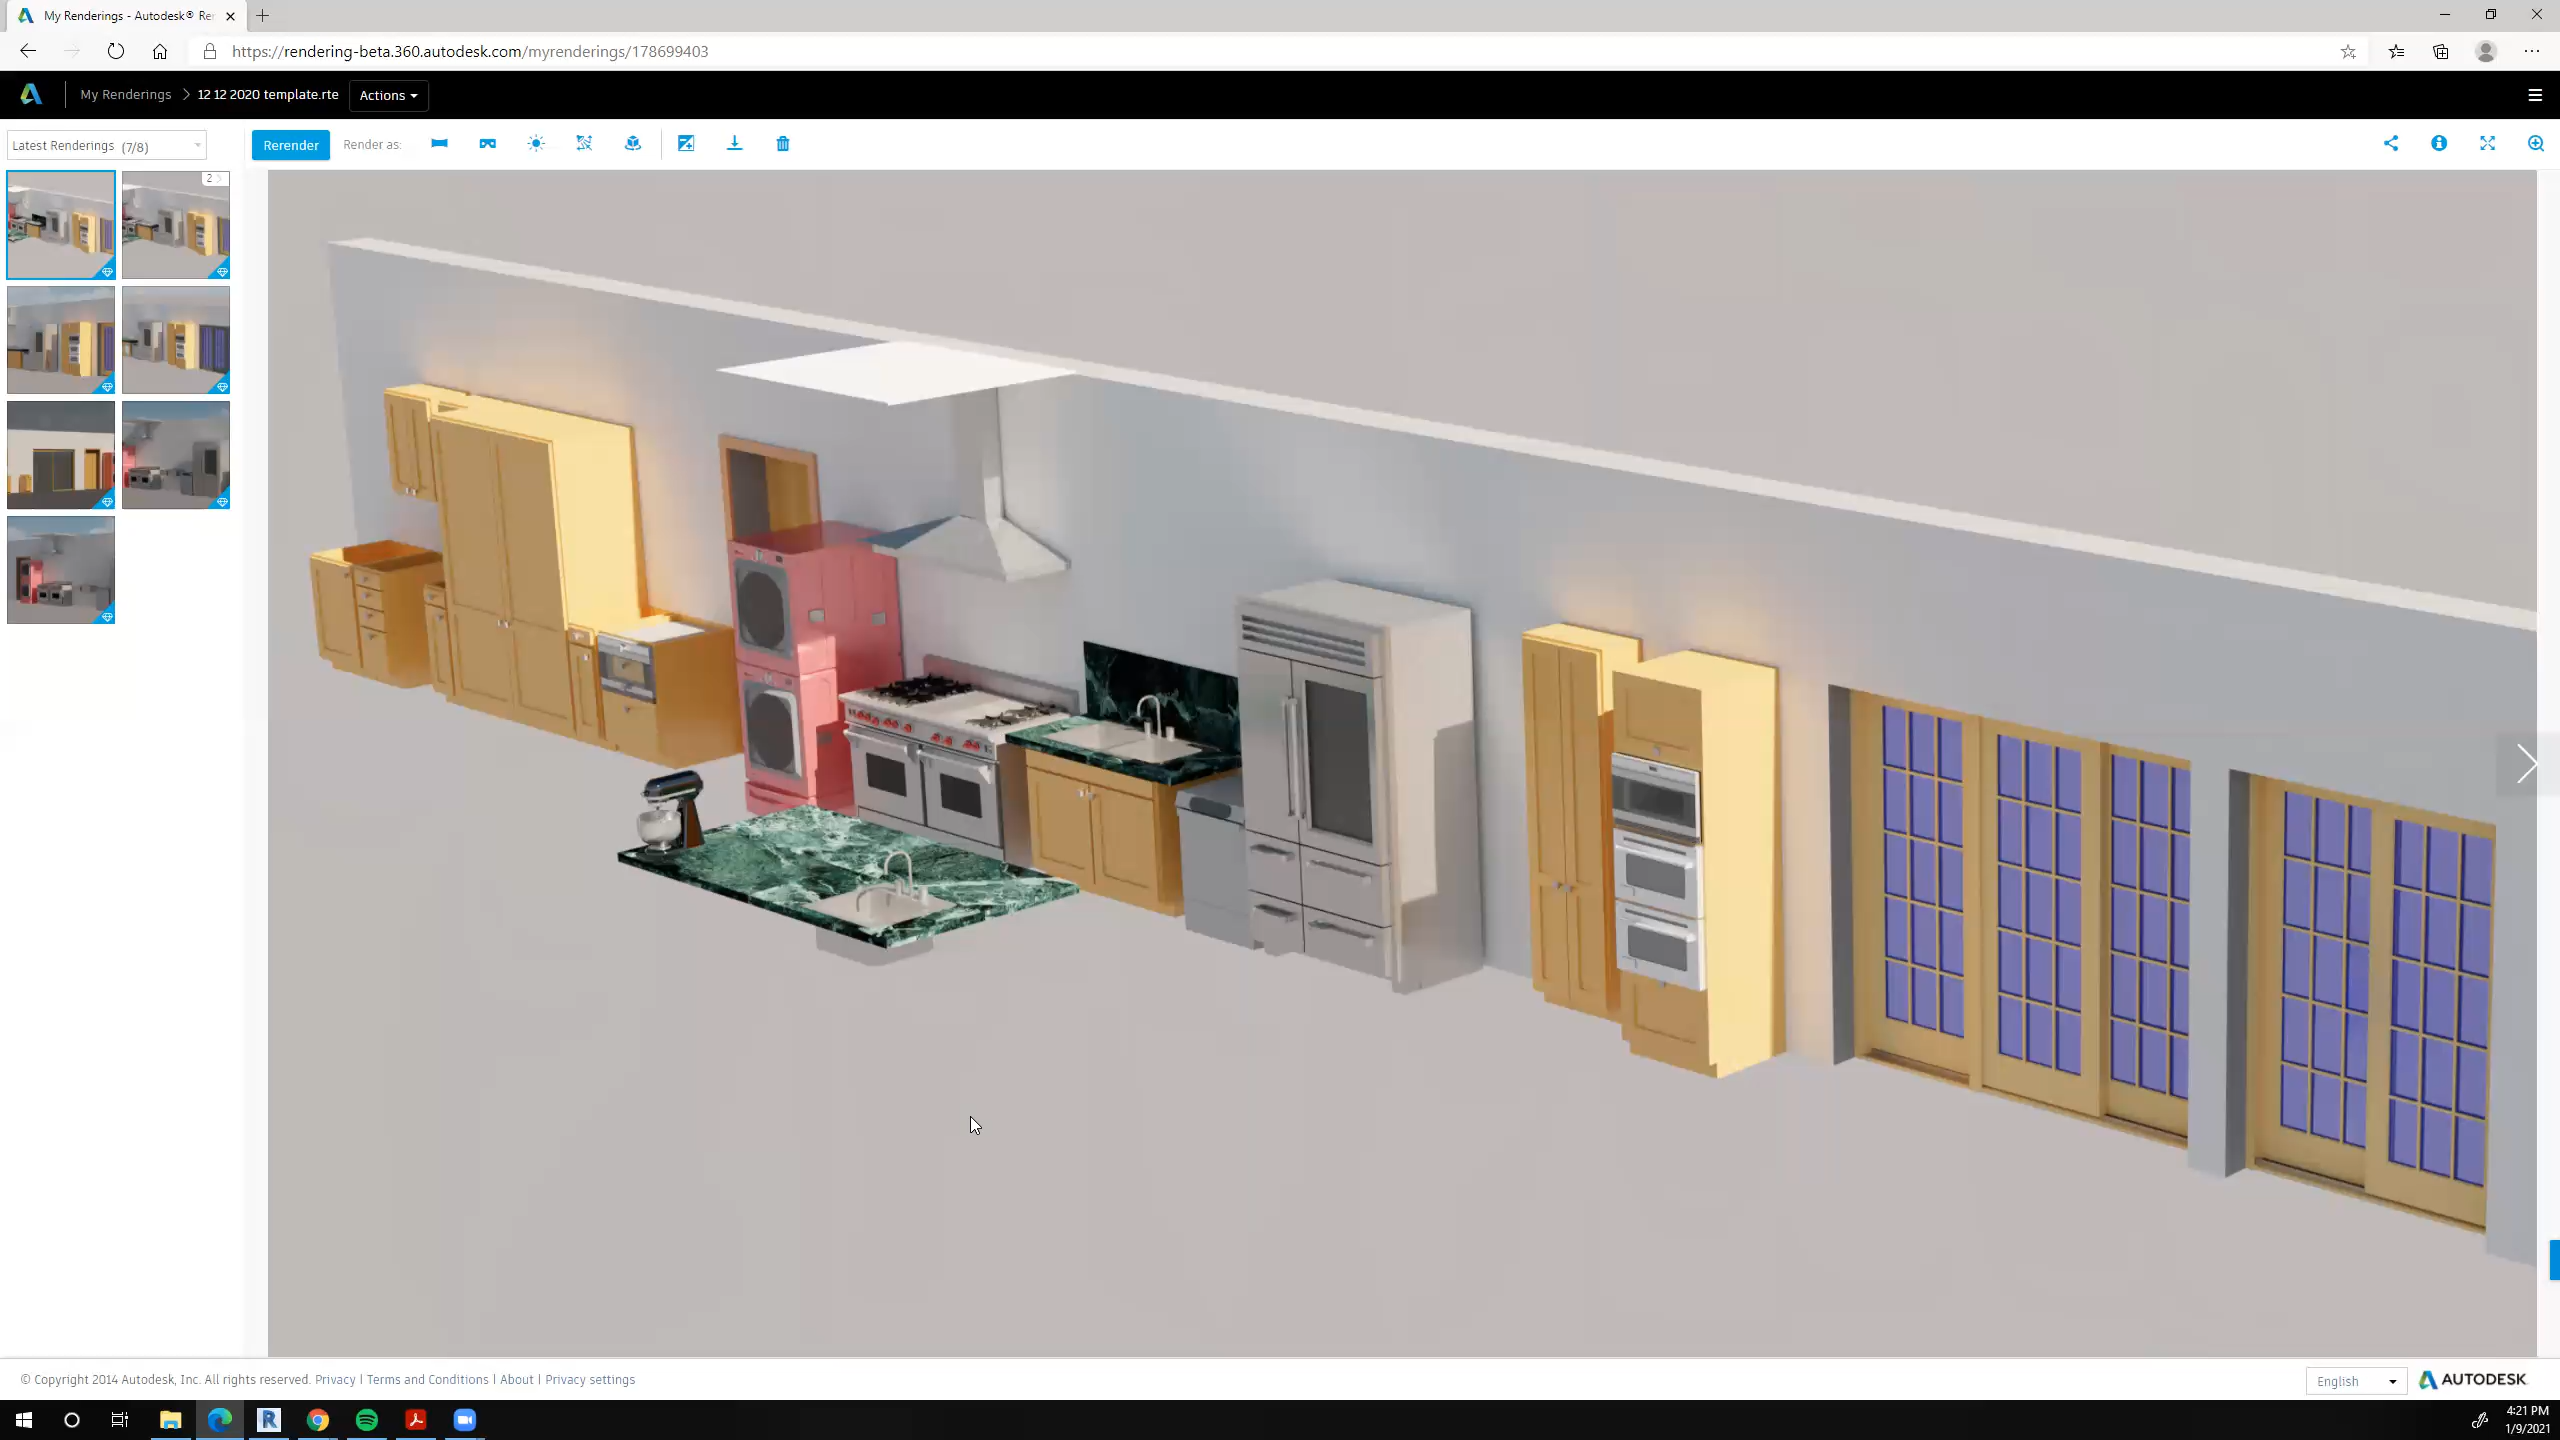 My Renderings - Autodesk® Re
https://rendering-beta.360.autodesk.com/myrenderings/178699403
My Renderings > 12 12 2020 template.rte Actions
Latest Renderings (7/8)
Rerender Render as:
2
© Copyright 2014 Autodesk, Inc. All rights reserved. Privacy | Terms and Conditions | About | Privacy settings
English
AUTODESK
4:21 PM
1/9/2021